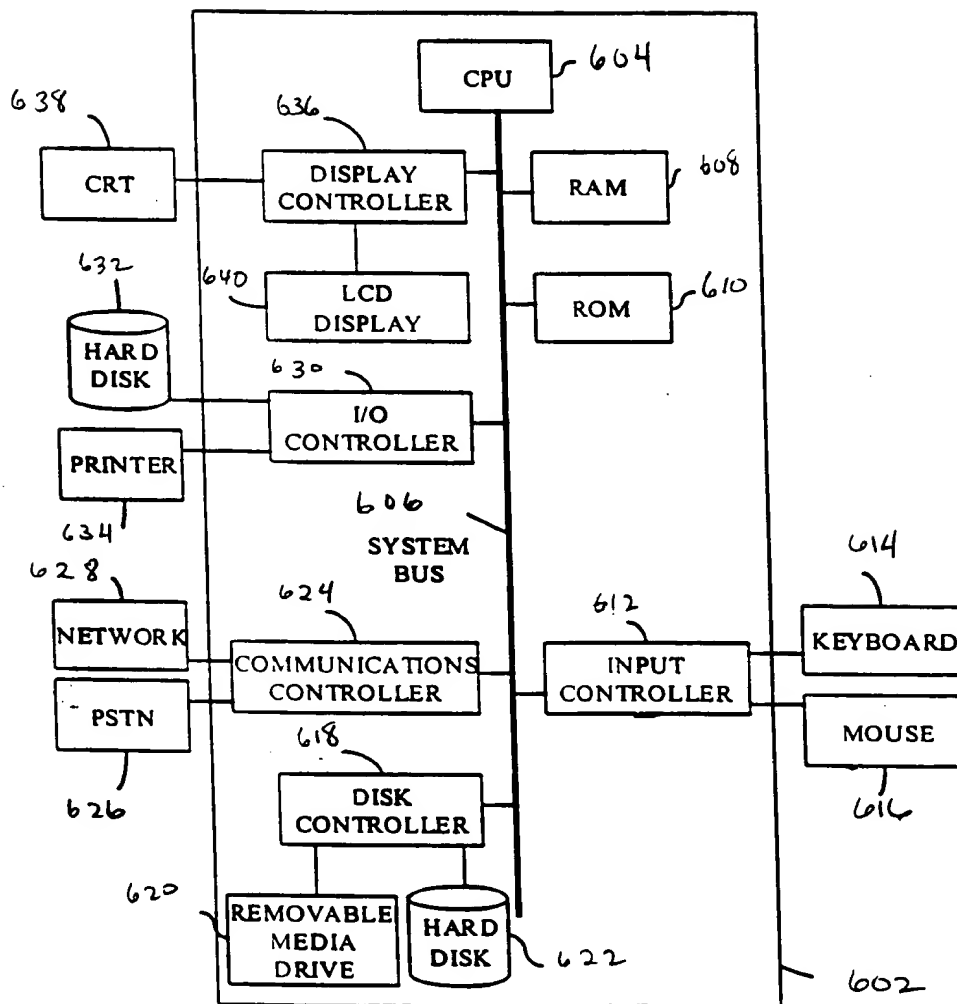 CPU
604
638
636
CRT
DISPLAY
CONTROLLER
RAM
608
632
640
LCD
DISPLAY
ROM
610
HARD
DISK
630
I/O
CONTROLLER
PRINTER
634
606
SYSTEM
BUS
628
624
612
614
NETWORK
COMMUNICATIONS
CONTROLLER
INPUT
CONTROLLER
KEYBOARD
PSTN
626
MOUSE
616
618
DISK
CONTROLLER
620
REMOVABLE
MEDIA
DRIVE
HARD
DISK
622
602